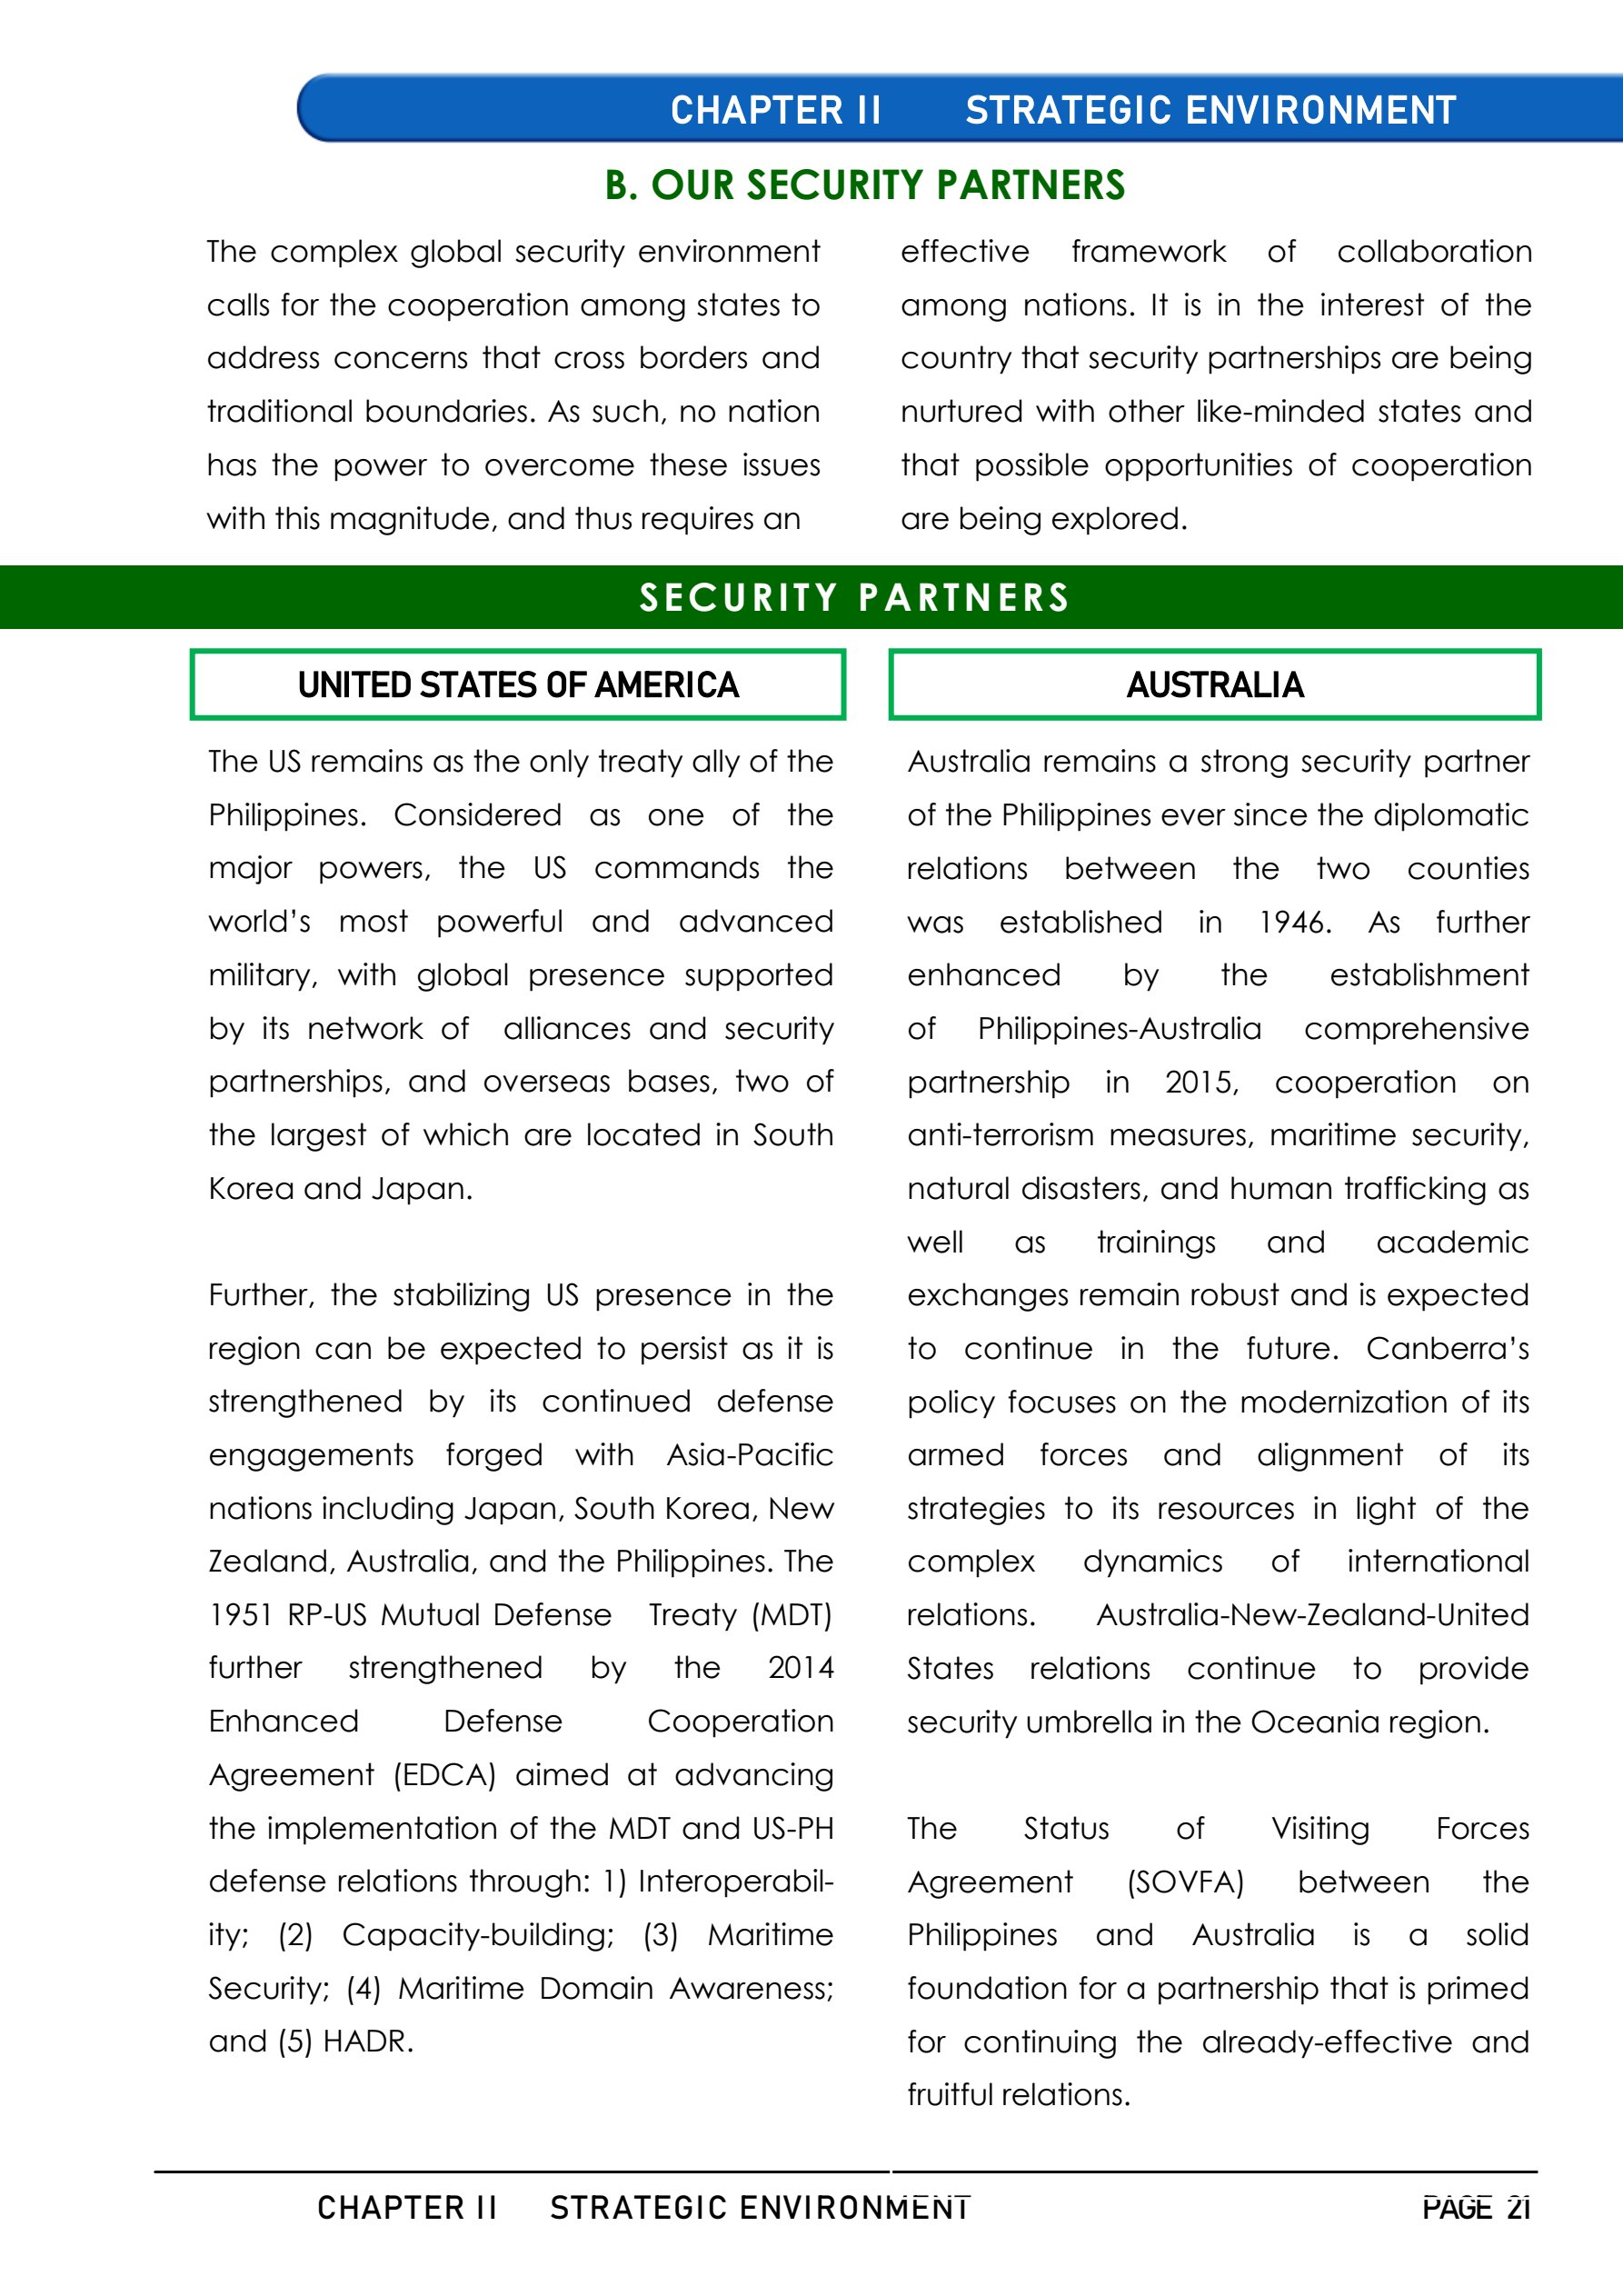 CHAPTER II STRATEGIC ENVIRONMENT
B. OUR SECURITY PARTNERS
The complex global security environment
calls for the cooperation among states to
address concerns that cross borders and
traditional boundaries. As such, no nation
has the power to overcome these issues
with this magnitude, and thus requires an
effective framework of collaboration
among nations. It is in the interest of the
country that security partnerships are being
nurtured with other like-minded states and
that possible opportunities of cooperation
are being explored.
SECURITY PARTNERS
UNITED STATES OF AMERICA
The US remains as the only treaty ally of the
Philippines. Considered as one of the
major powers, the US commands the
world’s most powerful and advanced
military, with global presence supported
by its network of alliances and security
partnerships, and overseas bases, two of
the largest of which are located in South
Korea and Japan.
Further, the stabilizing US presence in the
region can be expected to persist as it is
strengthened by its continued defense
engagements forged with Asia-Pacific
nations including Japan, South Korea, New
Zealand, Australia, and the Philippines. The
1951 RP-US Mutual Defense Treaty (MDT)
further strengthened by the 2014
Enhanced Defense Cooperation
Agreement (EDCA) aimed at advancing
the implementation of the MDT and US-PH
defense relations through: 1) Interoperabil-
ity; (2) Capacity-building; (3) Maritime
Security; (4) Maritime Domain Awareness;
and (5) HADR.
AUSTRALIA
Australia remains a strong security partner
of the Philippines ever since the diplomatic
relations between the two counties
was established in 1946. As further
enhanced by the establishment
of Philippines-Australia comprehensive
partnership in 2015, cooperation on
anti-terrorism measures, maritime security,
natural disasters, and human trafficking as
well as trainings and academic
exchanges remain robust and is expected
to continue in the future. Canberra’s
policy focuses on the modernization of its
armed forces and alignment of its
strategies to its resources in light of the
complex dynamics of international
relations. Australia-New-Zealand-United
States relations continue to provide
security umbrella in the Oceania region.
The Status of Visiting Forces
Agreement (SOVFA) between the
Philippines and Australia is a solid
foundation for a partnership that is primed
for continuing the already-effective and
fruitful relations.
CHAPTER II STRATEGIC ENVIRONMENT PAGE 21